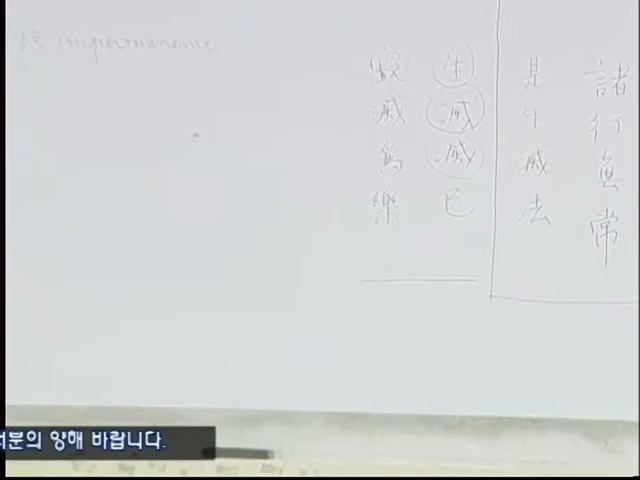 諸行無常
是生滅法
生滅滅已
寂滅為樂
impermanence
분의 양해 바랍니다.